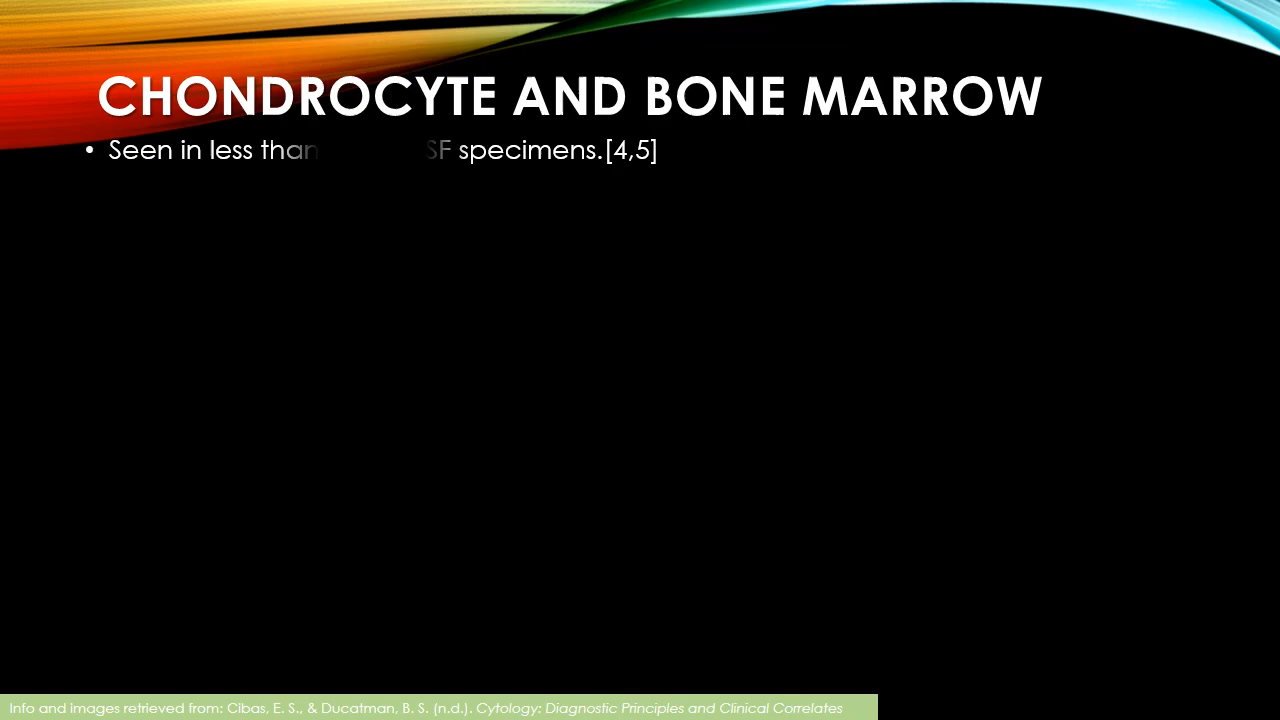 CHONDROCYTE AND BONE MARROW
• Seen in less than SF specimens.[4,5]
Info and images retrieved from: Cibas, E. S., & Ducatman, B. S. (n.d.). Cytology: Diagnostic Principles and Clinical Correlates